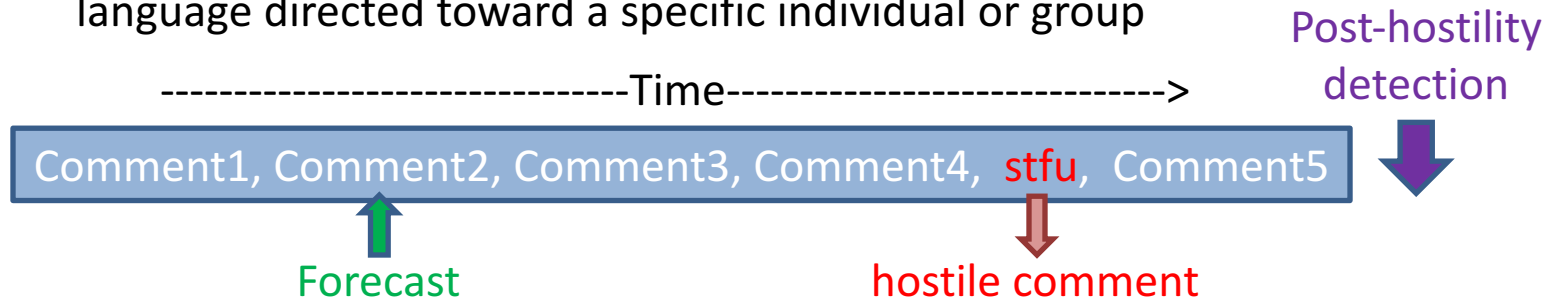 language directed toward a specific individual or group
Post-hostility
detection
--------------------------------Time------------------------------>
Comment1, Comment2, Comment3, Comment4, stfu, Comment5
Forecast
hostile comment